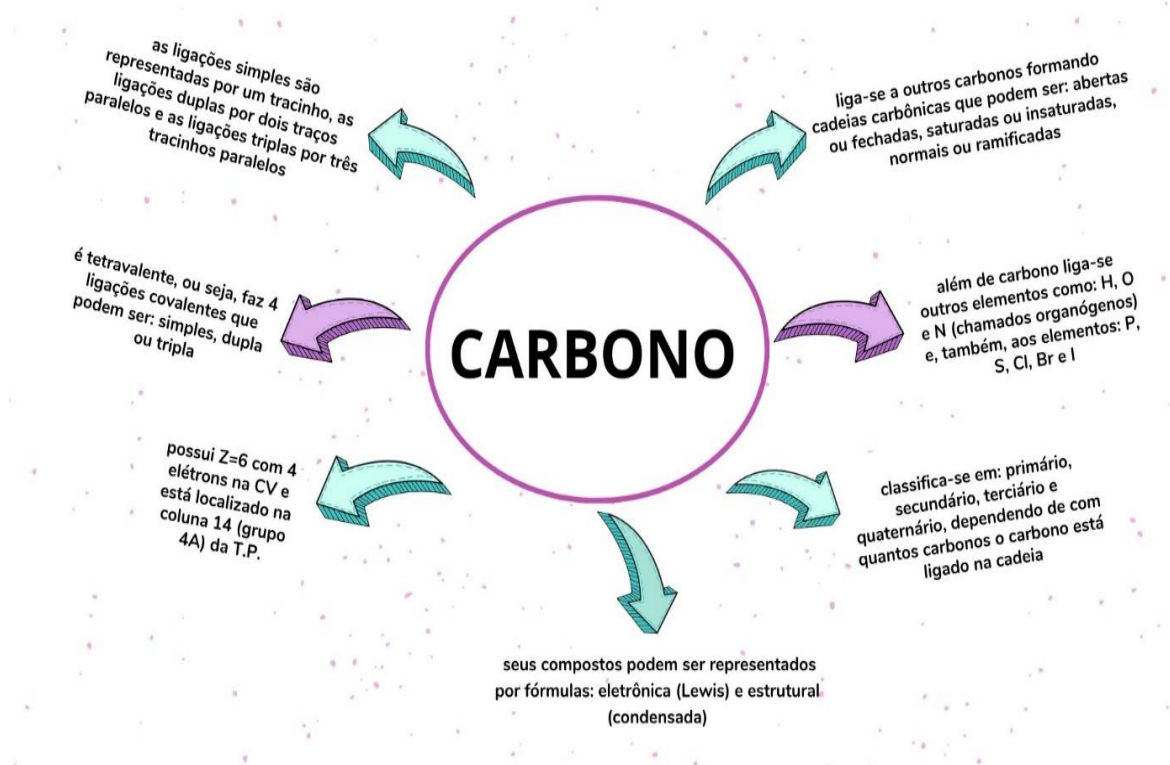 as ligações simples são
representadas por um tracinho, as
ligações duplas por dois traços
paralelos e as ligações triplas por três
tracinhos paralelos
liga-se a outros carbonos formando
cadeias carbônicas que podem ser: abertas
ou fechadas, saturadas ou insaturadas,
normais ou ramificadas
é tetravalente, ou seja, faz 4
ligações covalentes que
podem ser: simples, dupla
ou tripla
CARBONO
além de carbono liga-se
outros elementos como: H, O
e N (chamados organógenos)
e, também, aos elementos: P,
S, Cl, Br e I
possui Z=6 com 4
elétrons na CV e
está localizado na
coluna 14 (grupo
4A) da T.P.
classifica-se em: primário,
secundário, terciário e
quaternário, dependendo de com
quantos carbonos o carbono está
ligado na cadeia
seus compostos podem ser representados
por fórmulas: eletrônica (Lewis) e estrutural
(condensada)